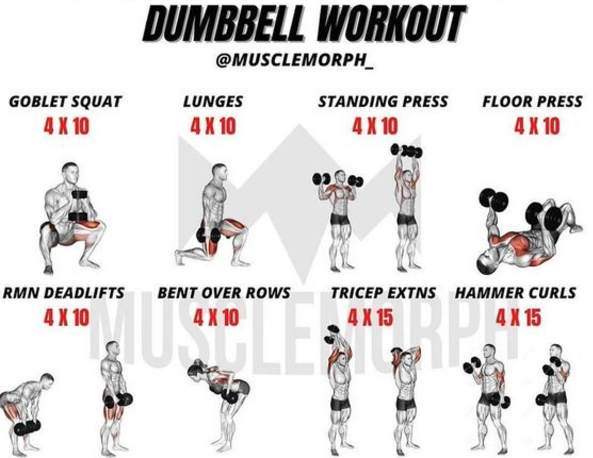 DUMBBELL WORKOUT
@MUSCLEMORPH_
GOBLET SQUAT
4 X 10
LUNGES
4 X 10
STANDING PRESS
4 X 10
FLOOR PRESS
4 X 10
RMN DEADLIFTS
4 X 10
BENT OVER ROWS
4 X 10
TRICEP EXTNS
4 X 15
HAMMER CURLS
4 X 15
MUSCLEMORPH